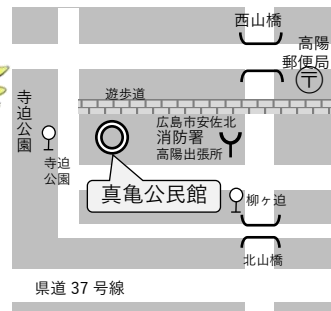 西山橋
高陽
郵便局
〒
遊歩道
寺迫公園
広島市安佐北
消防署
高陽出張所
寺迫
公園
真亀公民館
柳ヶ迫
北山橋
県道 37 号線